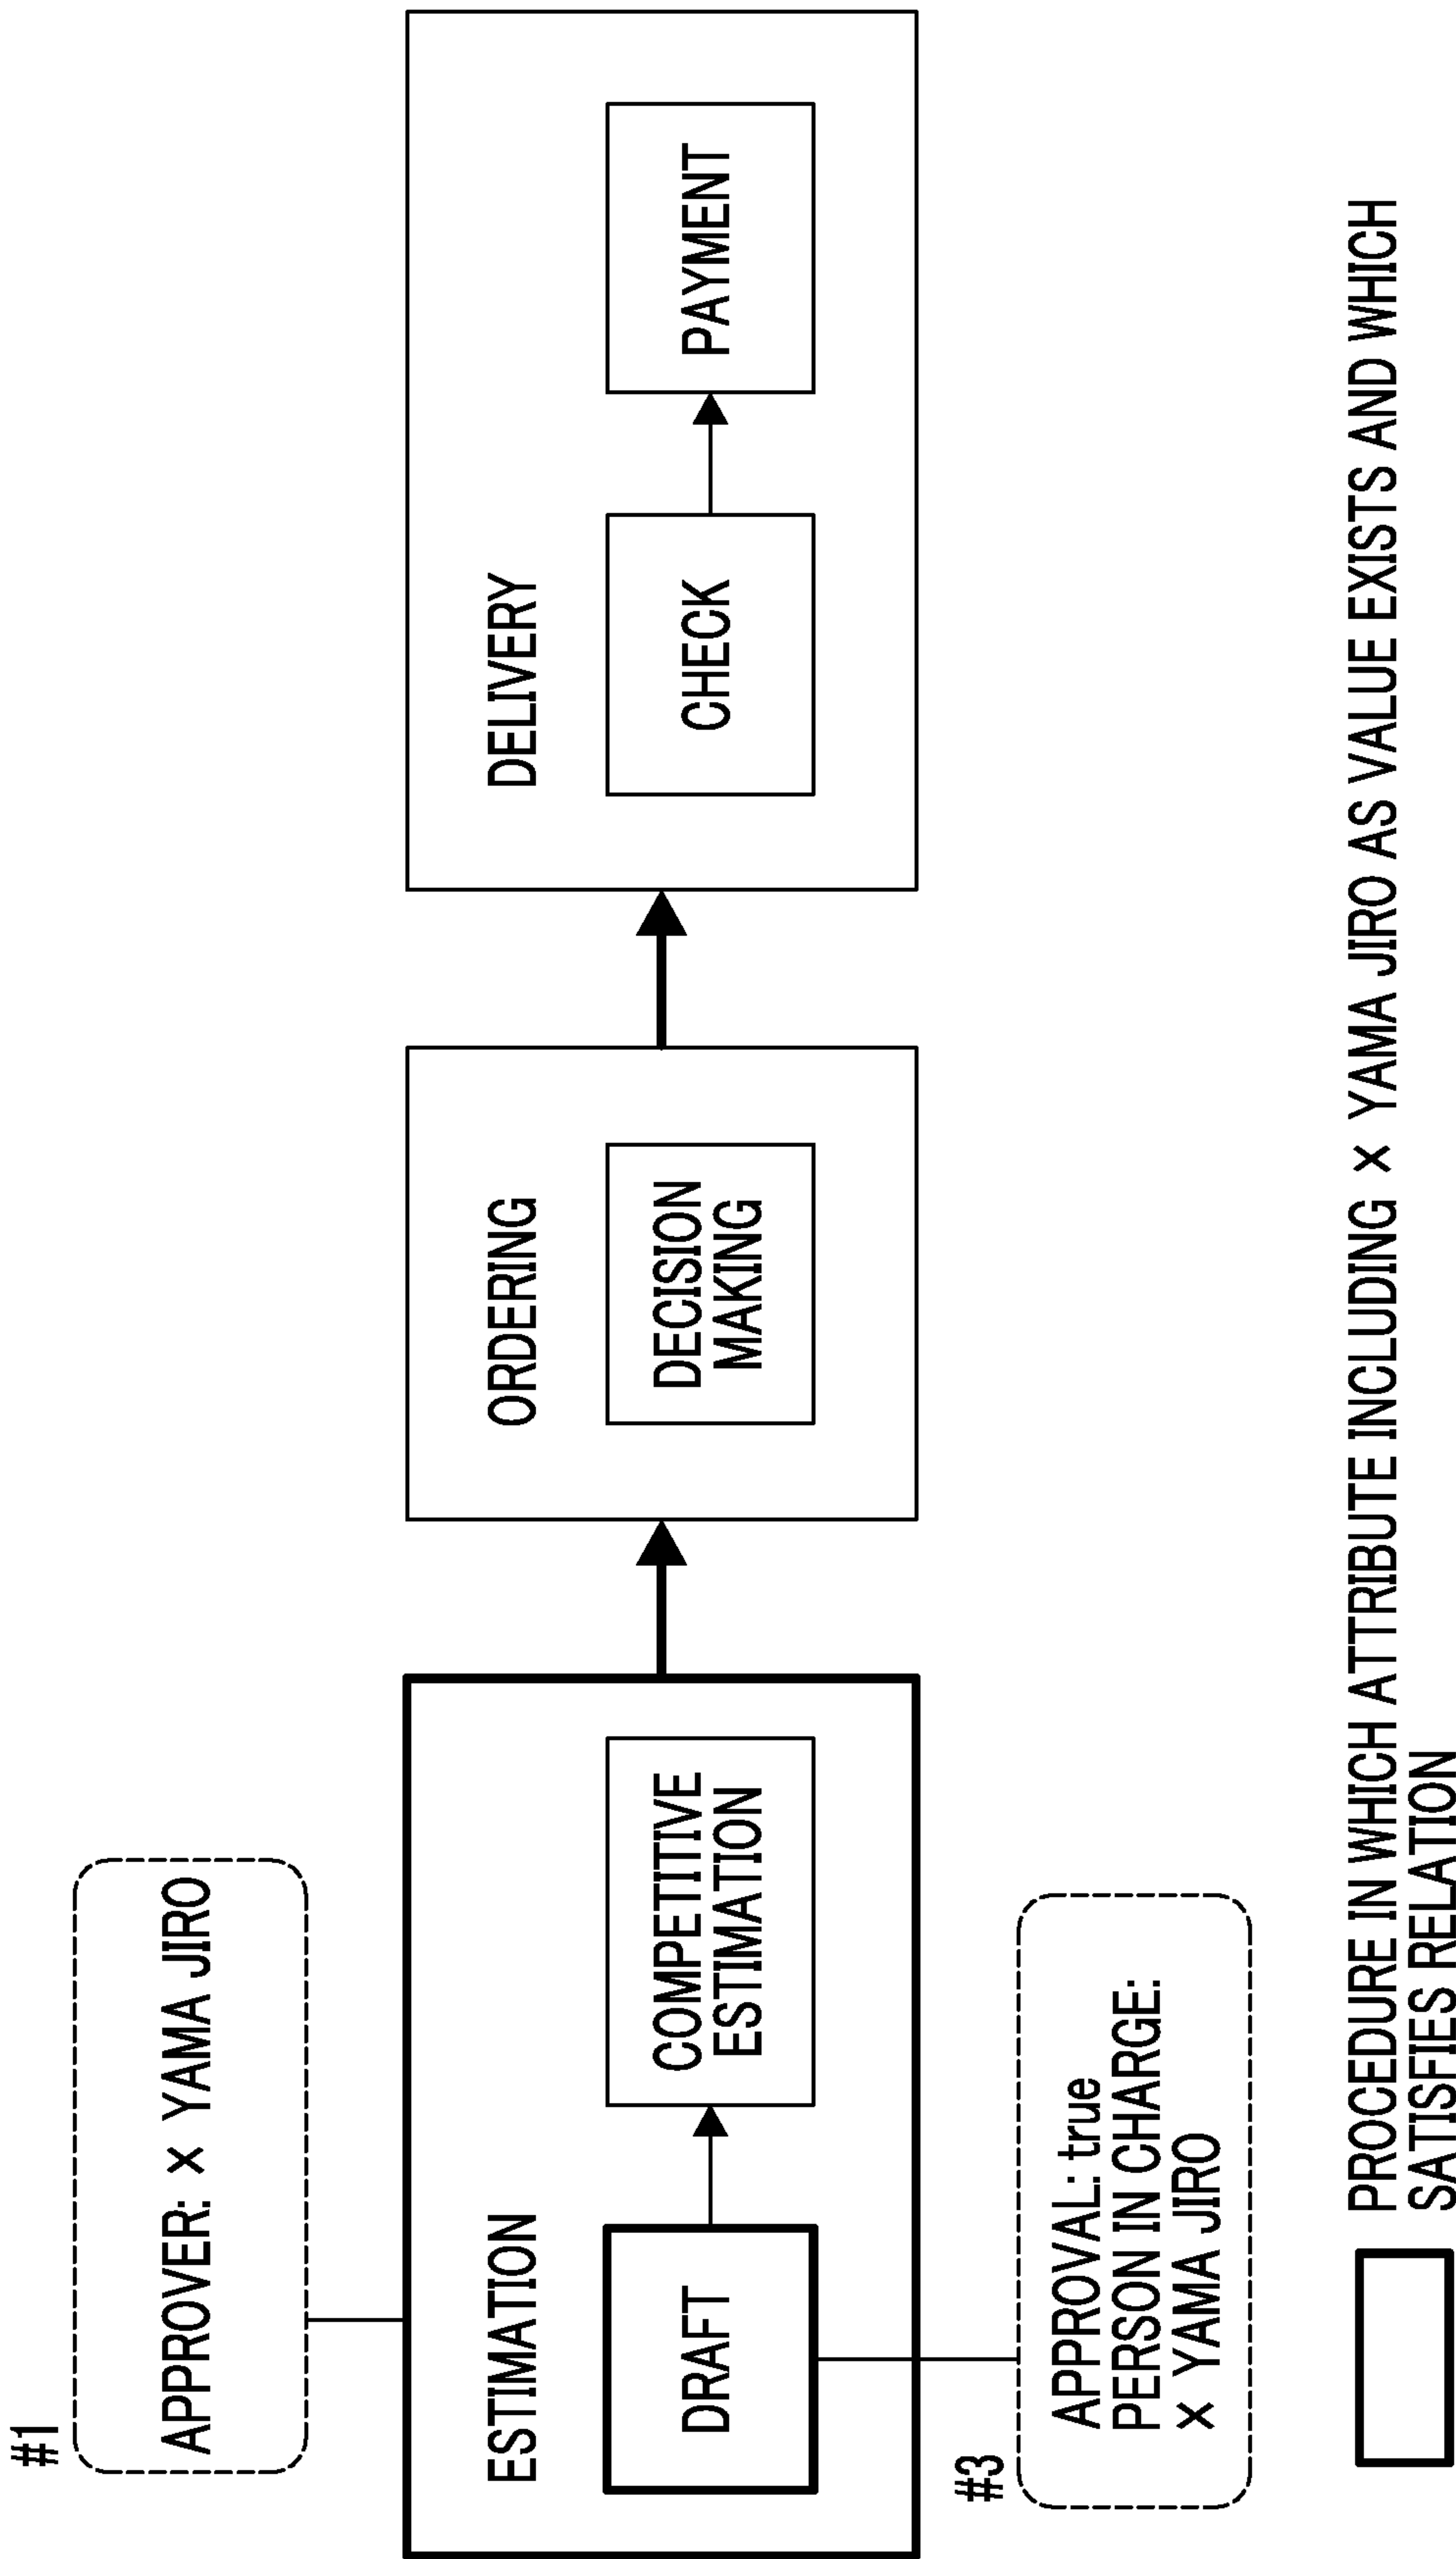 #1
APPROVER: × YAMA JIRO
ESTIMATION
DRAFT
COMPETITIVE
ESTIMATION
ORDERING
DECISION
MAKING
DELIVERY
CHECK
PAYMENT
#3
APPROVAL: true
PERSON IN CHARGE:
× YAMA JIRO
PROCEDURE IN WHICH ATTRIBUTE INCLUDING × YAMA JIRO AS VALUE EXISTS AND WHICH
SATISFIES RELATION